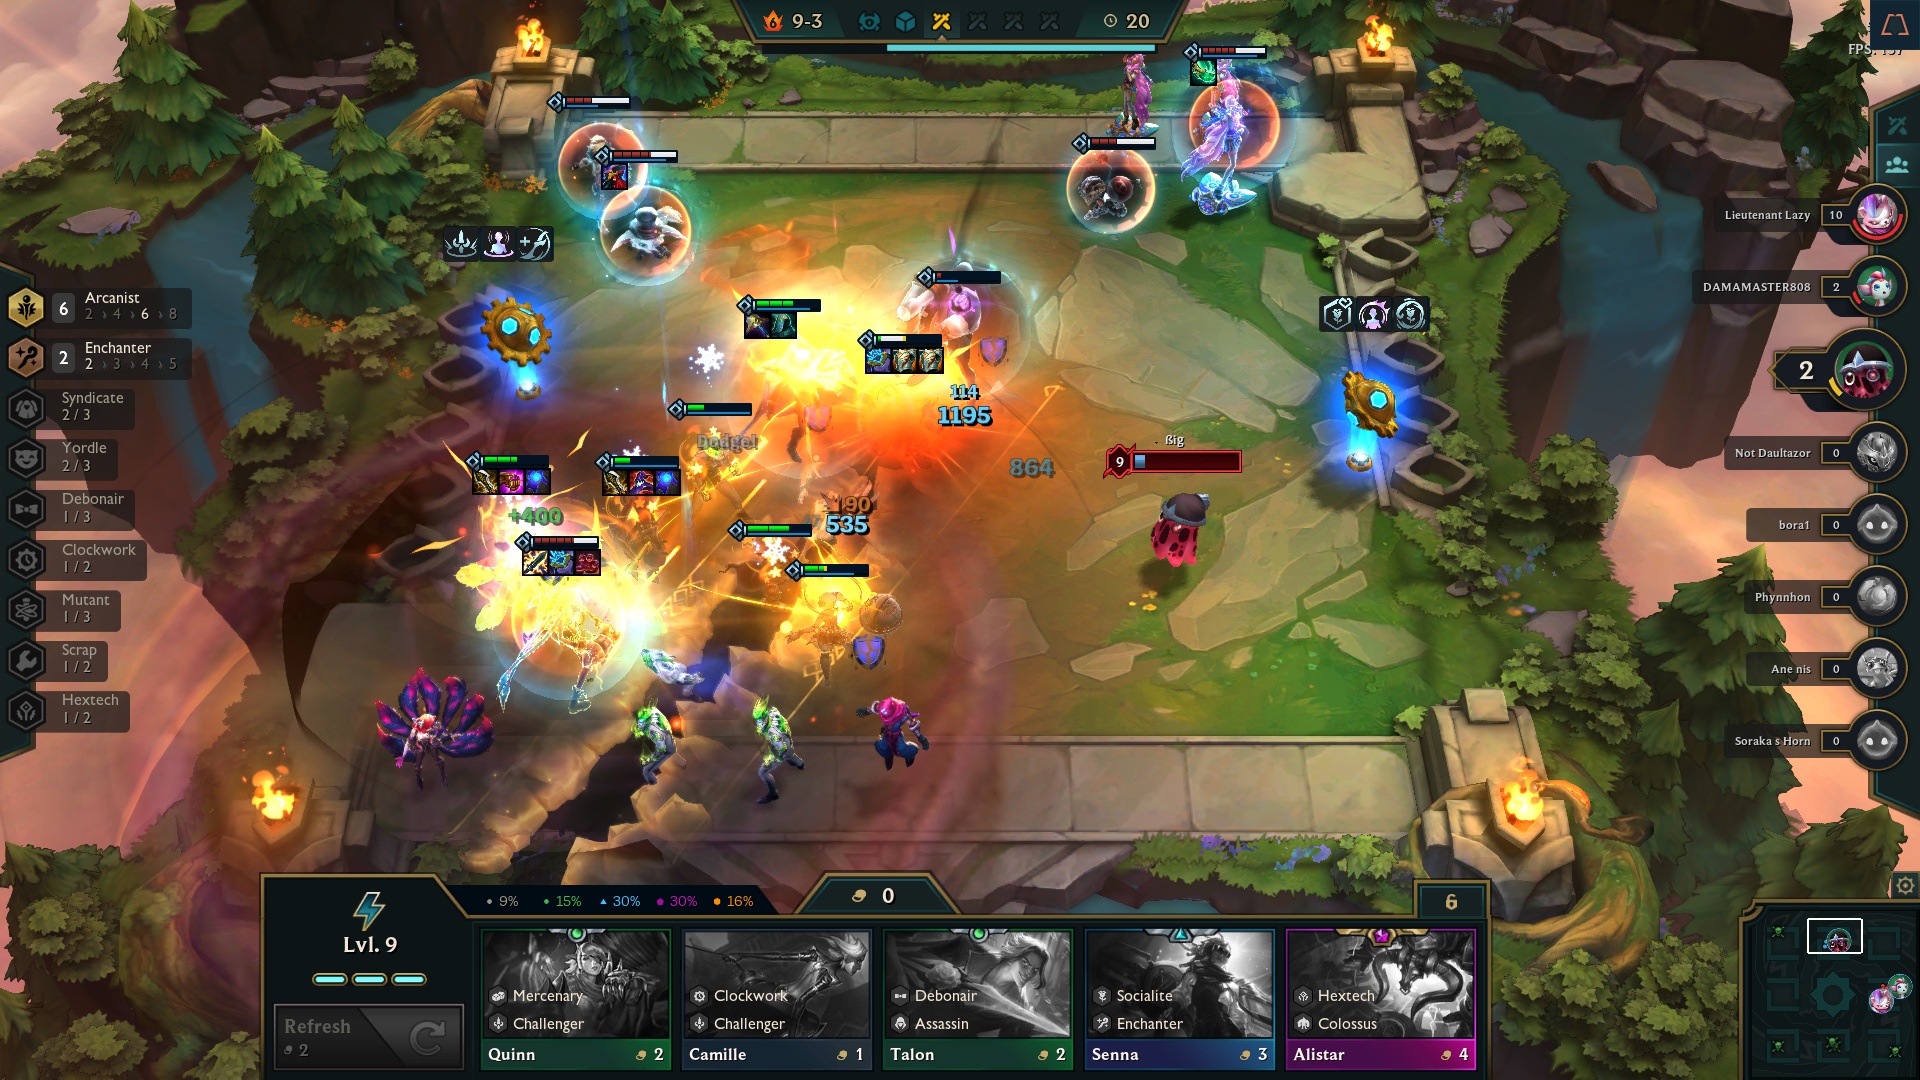 9-3
20
FPS: 137
Lieutenant Lazy 10
DAMAMASTER808 2
2
Not Daultazor 0
bora1 0
Phynnhon 0
Ane nis 0
Soraka s Horn 0
6 Arcanist
2 › 4 › 6 › 8
2 Enchanter
2 › 3 › 4 › 5
Syndicate
2 / 3
Yordle
2 / 3
Debonair
1 / 3
Clockwork
1 / 2
Mutant
1 / 3
Scrap
1 / 2
Hextech
1 / 2
114
1195
Dodge!
864
Big
9
+400
190
535
Lvl. 9
9% 15% 30% 30% 16%
0
6
Refresh
2
Mercenary
Challenger
Quinn 2
Clockwork
Challenger
Camille 1
Debonair
Assassin
Talon 2
Socialite
Enchanter
Senna 3
Hextech
Colossus
Alistar 4